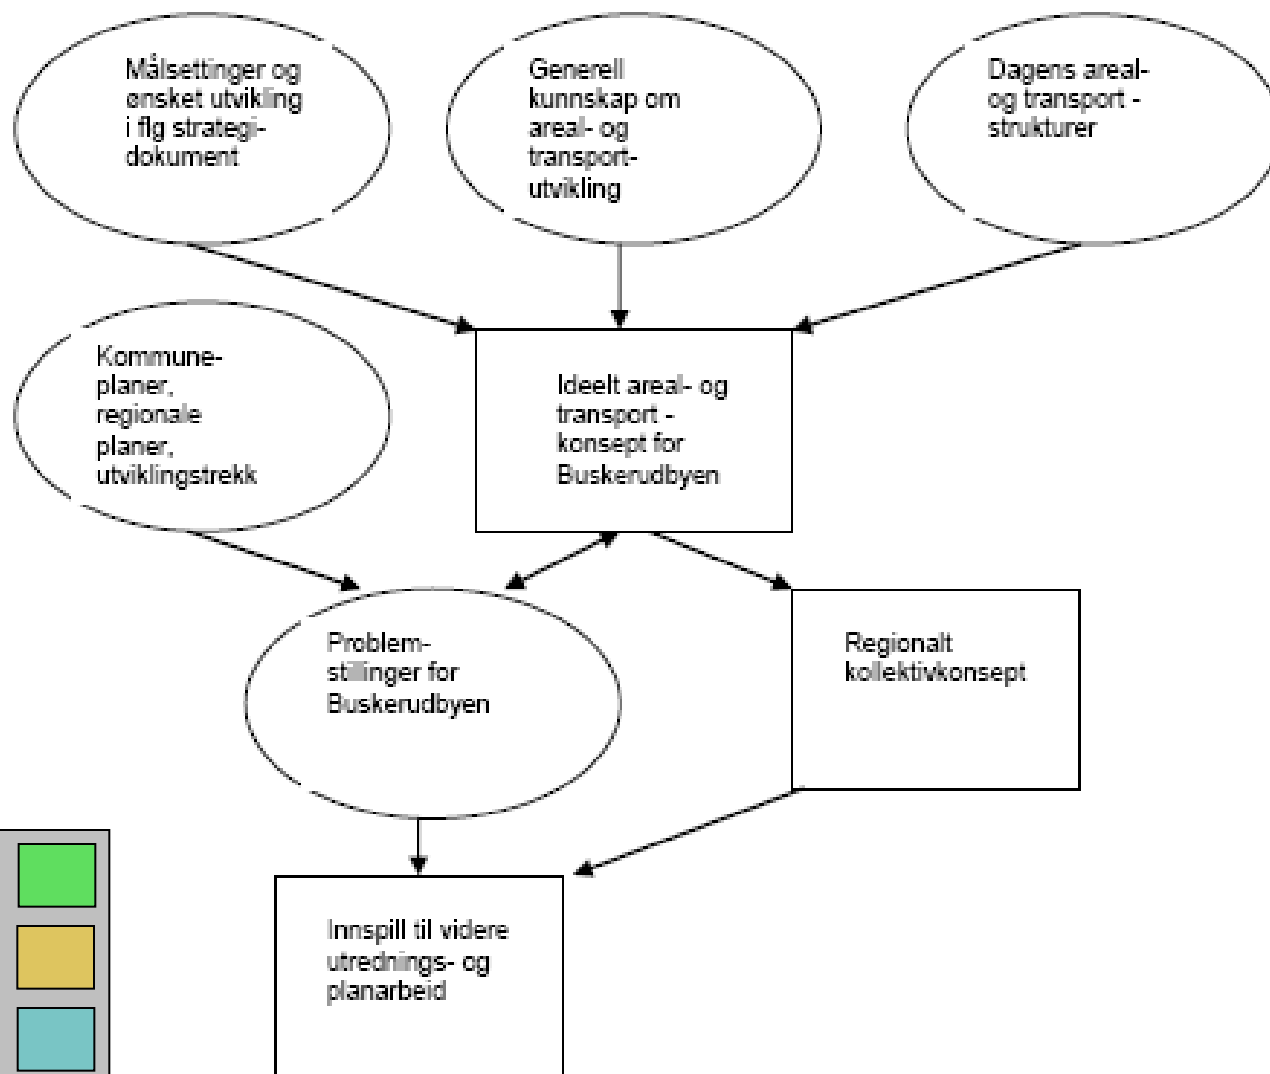 Målsettinger og
ønsket utvikling
i flg strategi-
dokument
Generell
kunnskap om
areal- og
transport-
utvikling
Dagens areal-
og transport -
strukturer
Kommune-
planer,
regionale
planer,
utviklingstrekk
Ideelt areal- og
transport -
konsept for
Buskerudbyen
Problem-
stillinger for
Buskerudbyen
Regionalt
kollektivkonsept
Innspill til videre
utrednings- og
planarbeid